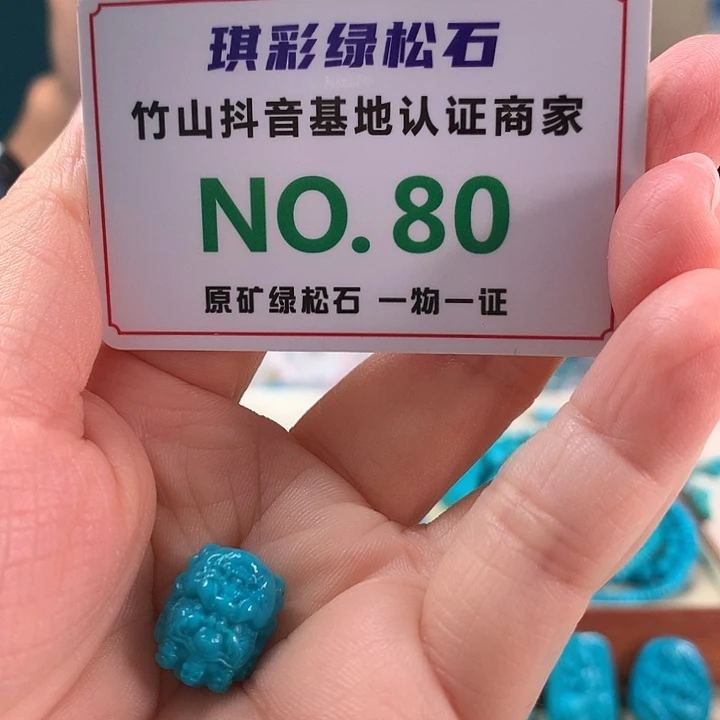 琪彩绿松石
竹山抖音基地认证商家
NO. 80
原矿绿松石 一物一证